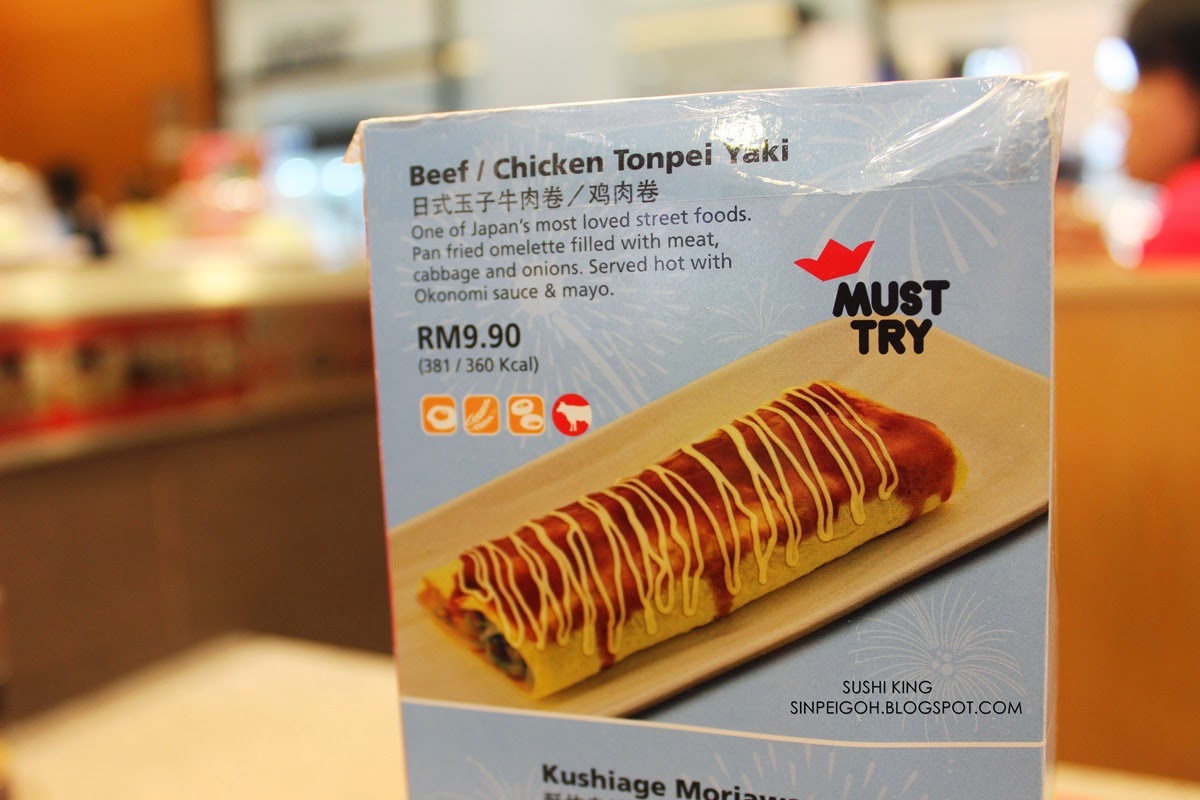 Beef / Chicken Tonpei Yaki
日式玉子牛肉卷／鸡肉卷
One of Japan's most loved street foods.
Pan fried omelette filled with meat,
cabbage and onions. Served hot with
Okonomi sauce & mayo.
RM9.90
(381 / 360 Kcal)
MUST
TRY
SUSHI KING
SINPEIGOH.BLOGSPOT.COM
Kushiage